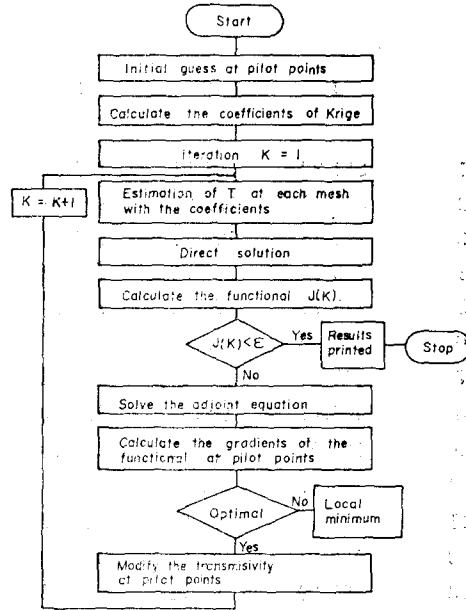 Start
Initial guess at pilot points
Calculate the coefficients of Krige
iteration K = 1
K = K+1
Estimation of T at each mesh
with the coefficients
Direct solution
Calculate the functional J(K).
J(K)<ε
Yes
Results
printed
Stop
No
Solve the adjoint equation
Calculate the gradients of the
functional at pilot points
Optimal
No
Local
minimum
Yes
Modify the transmisivity
at pilot points